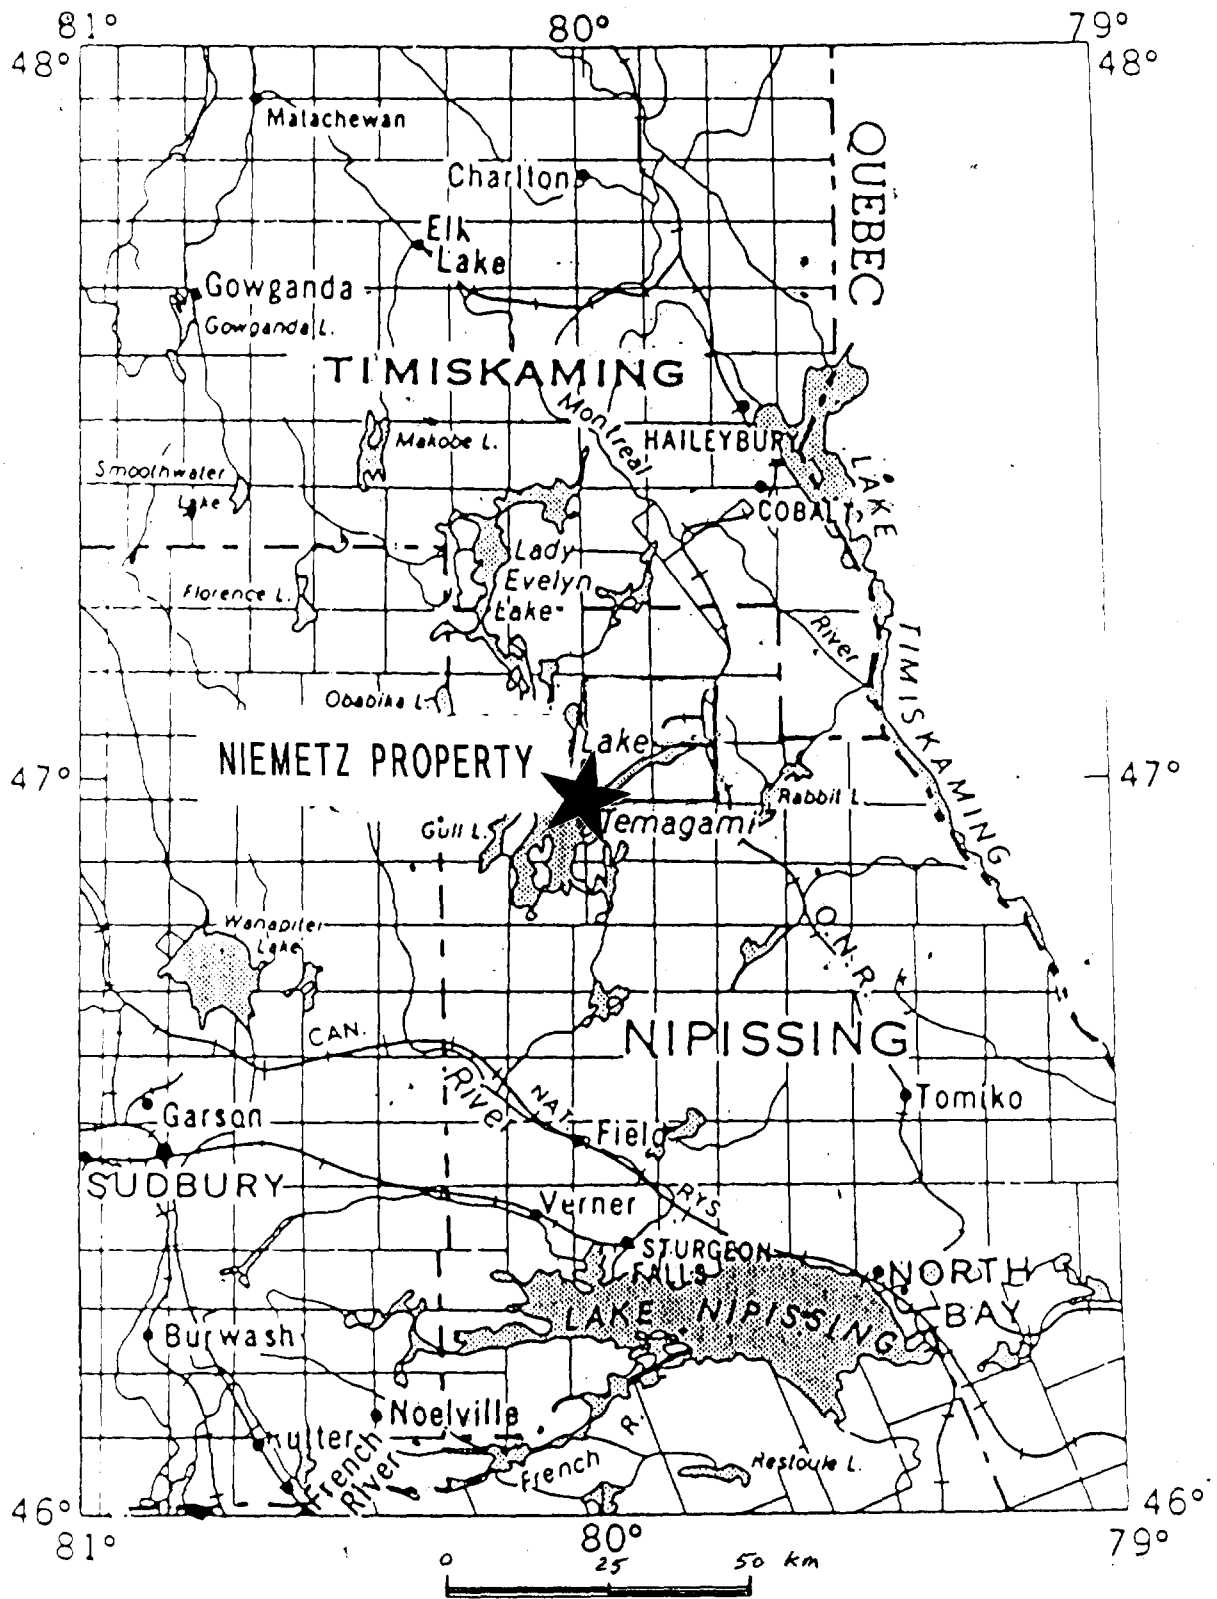 81° 80° 79°
48° 48°
Matachewan
QUEBEC
Charlton
Elk
Lake
Gowganda
Gowganda L.
TIMISKAMING
Montreal
HAILEYBURY
Makobe L.
Smoothwater
Lake
LAKE
COBALT
Lady
Evelyn
Lake
Florence L.
River
TIMISKAMING
Obabika L.
Lake
NIEMETZ PROPERTY
47° 47°
Rabbit L.
Gull L.
Temagami
Wanapitei
Lake
O.N.R.
CAN.
NIPISSING
River
NAT.
Tomiko
Garson
Field
SUDBURY
RYS
Verner
STURGEON
FALLS
NORTH
BAY
LAKE NIPISSING
Burwash
Noelville
French
River
R.
French
Restoule L.
46° 46°
81° 80° 79°
0 25 50 km